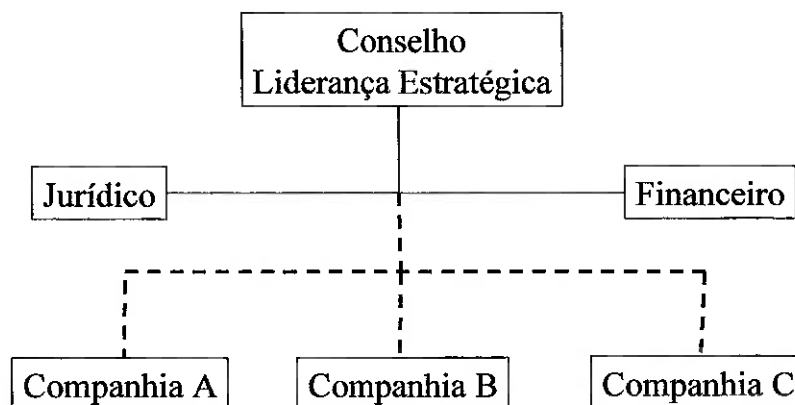 Conselho
Liderança Estratégica
Jurídico
Financeiro
Companhia A
Companhia B
Companhia C